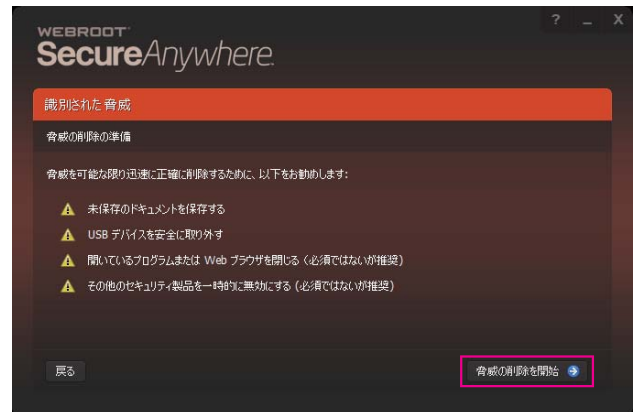 ? _ X
WEBROOT
SecureAnywhere.
識別された脅威
脅威の削除の準備
脅威を可能な限り迅速に正確に削除するために、以下をお勧めします:
未保存のドキュメントを保存する
USB デバイスを安全に取り外す
開いているプログラムまたは Web ブラウザを閉じる (必須ではないが推奨)
その他のセキュリティ製品を一時的に無効にする (必須ではないが推奨)
戻る
脅威の削除を開始